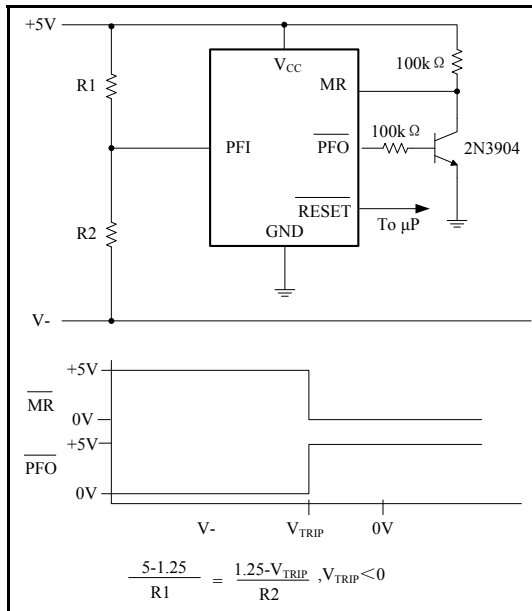 +5V
VCC
100kΩ
R1
MR
100kΩ
PFI
PFO
2N3904
RESET
R2
To μP
GND
V-
+5V
MR
0V
+5V
PFO
0V
V-
VTRIP
0V
5-1.25
R1
=
1.25-VTRIP
R2
,VTRIP<0